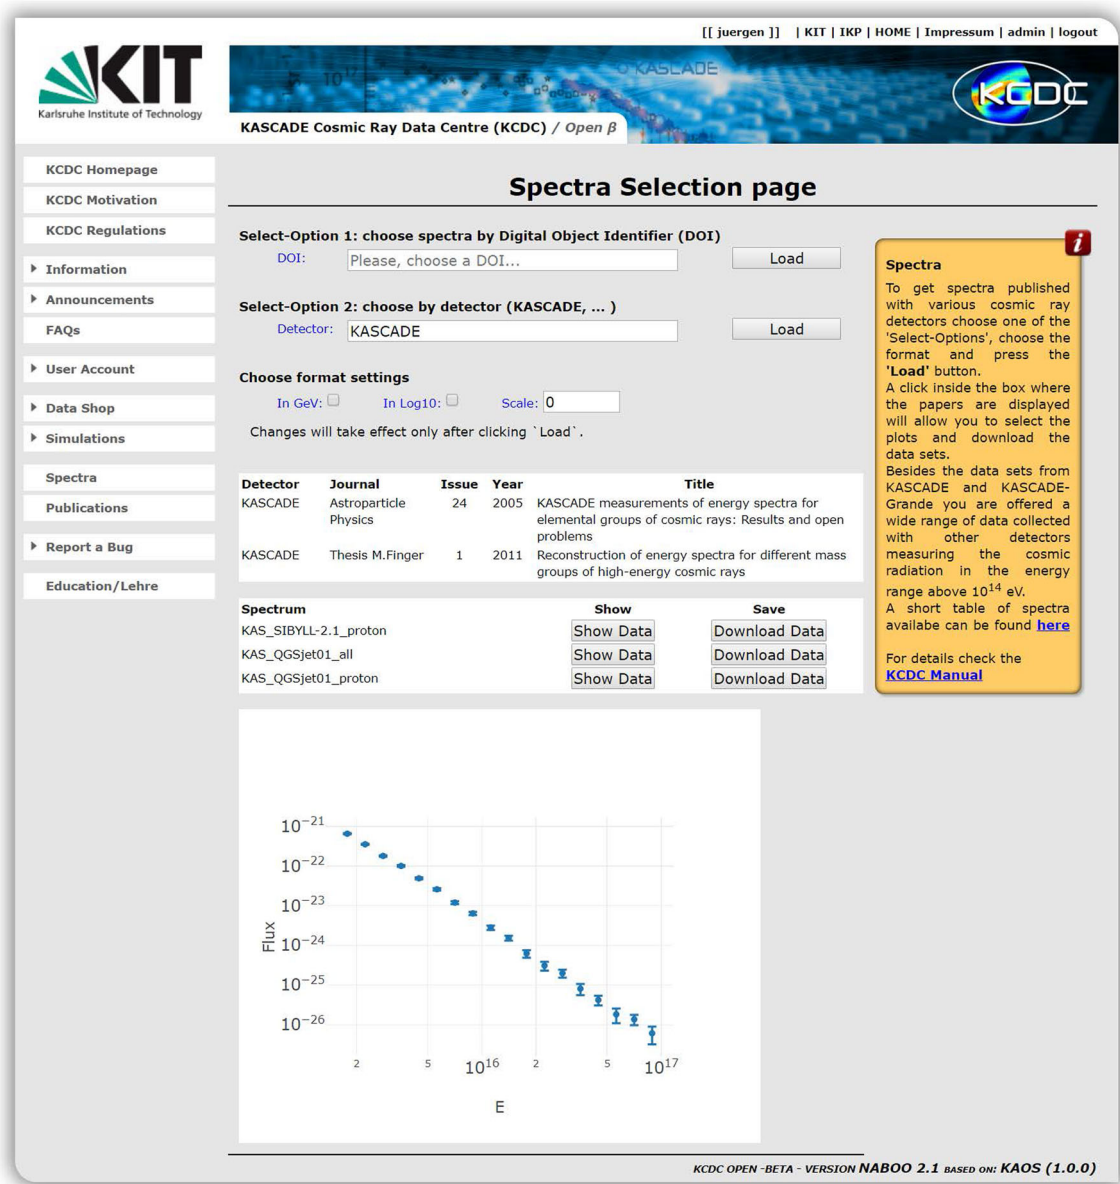 [[ juergen ]] | KIT | IKP | HOME | Impressum | admin | logout
KIT
Karlsruhe Institute of Technology
KASCADE
KCDC
KASCADE Cosmic Ray Data Centre (KCDC) / Open β
KCDC Homepage
KCDC Motivation
KCDC Regulations
Information
Announcements
FAQs
User Account
Data Shop
Simulations
Spectra
Publications
Report a Bug
Education/Lehre
Spectra Selection page
Select-Option 1: choose spectra by Digital Object Identifier (DOI)
DOI: Please, choose a DOI... Load
Select-Option 2: choose by detector (KASCADE, ... )
Detector: KASCADE Load
Choose format settings
In GeV: In Log10: Scale: 0
Changes will take effect only after clicking `Load`.
Detector Journal Issue Year Title
KASCADE Astroparticle 24 2005 KASCADE measurements of energy spectra for
Physics elemental groups of cosmic rays: Results and open
problems
KASCADE Thesis M.Finger 1 2011 Reconstruction of energy spectra for different mass
groups of high-energy cosmic rays
Spectrum Show Save
KAS_SIBYLL-2.1_proton Show Data Download Data
KAS_QGSjet01_all Show Data Download Data
KAS_QGSjet01_proton Show Data Download Data
10−21
10−22
10−23
10−24
10−25
10−26
Flux
2 5 10^16 2 5 10^17
E
i
Spectra
To get spectra published
with various cosmic ray
detectors choose one of the
'Select-Options', choose the
format and press the
'Load' button.
A click inside the box where
the papers are displayed
will allow you to select the
plots and download the
data sets.
Besides the data sets from
KASCADE and KASCADE-
Grande you are offered a
wide range of data collected
with other detectors
measuring the cosmic
radiation in the energy
range above 10^14 eV.
A short table of spectra
availabe can be found here
For details check the
KCDC Manual
KCDC OPEN -BETA - VERSION NABOO 2.1 BASED ON: KAOS (1.0.0)